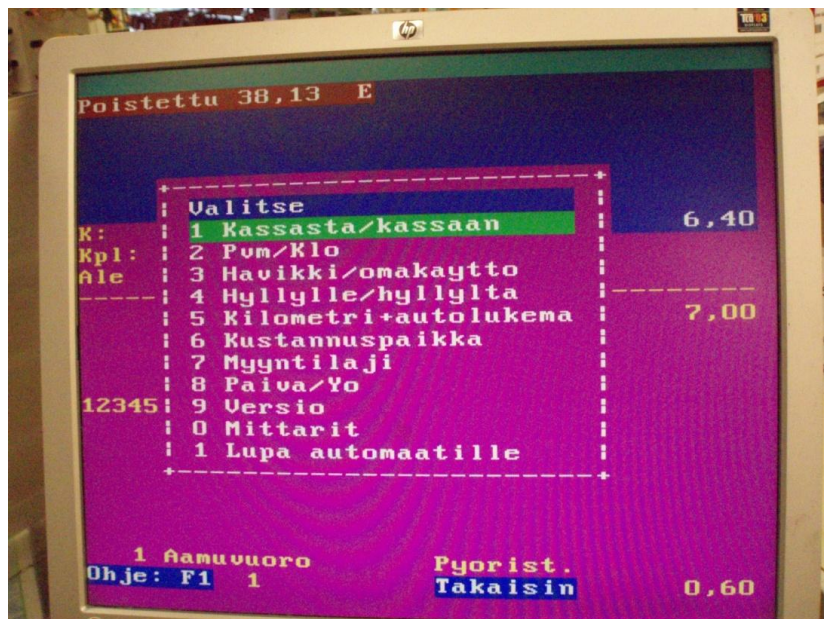 hp
TCO 03
Poistettu 38,13 E
Valitse
1 Kassasta/kassaan
2 Pvm/Klo
3 Havikki/omakaytto
4 Hyllylle/hyllylta
5 Kilometri+autolukema
6 Kustannuspaikka
7 Myyntilaji
8 Paiva/Yo
9 Versio
0 Mittarit
1 Lupa automaatille
K:
Kpl:
Ale
6,40
7,00
12345
1 Aamuvuoro
Pyorist.
Ohje: F1 1
Takaisin 0,60